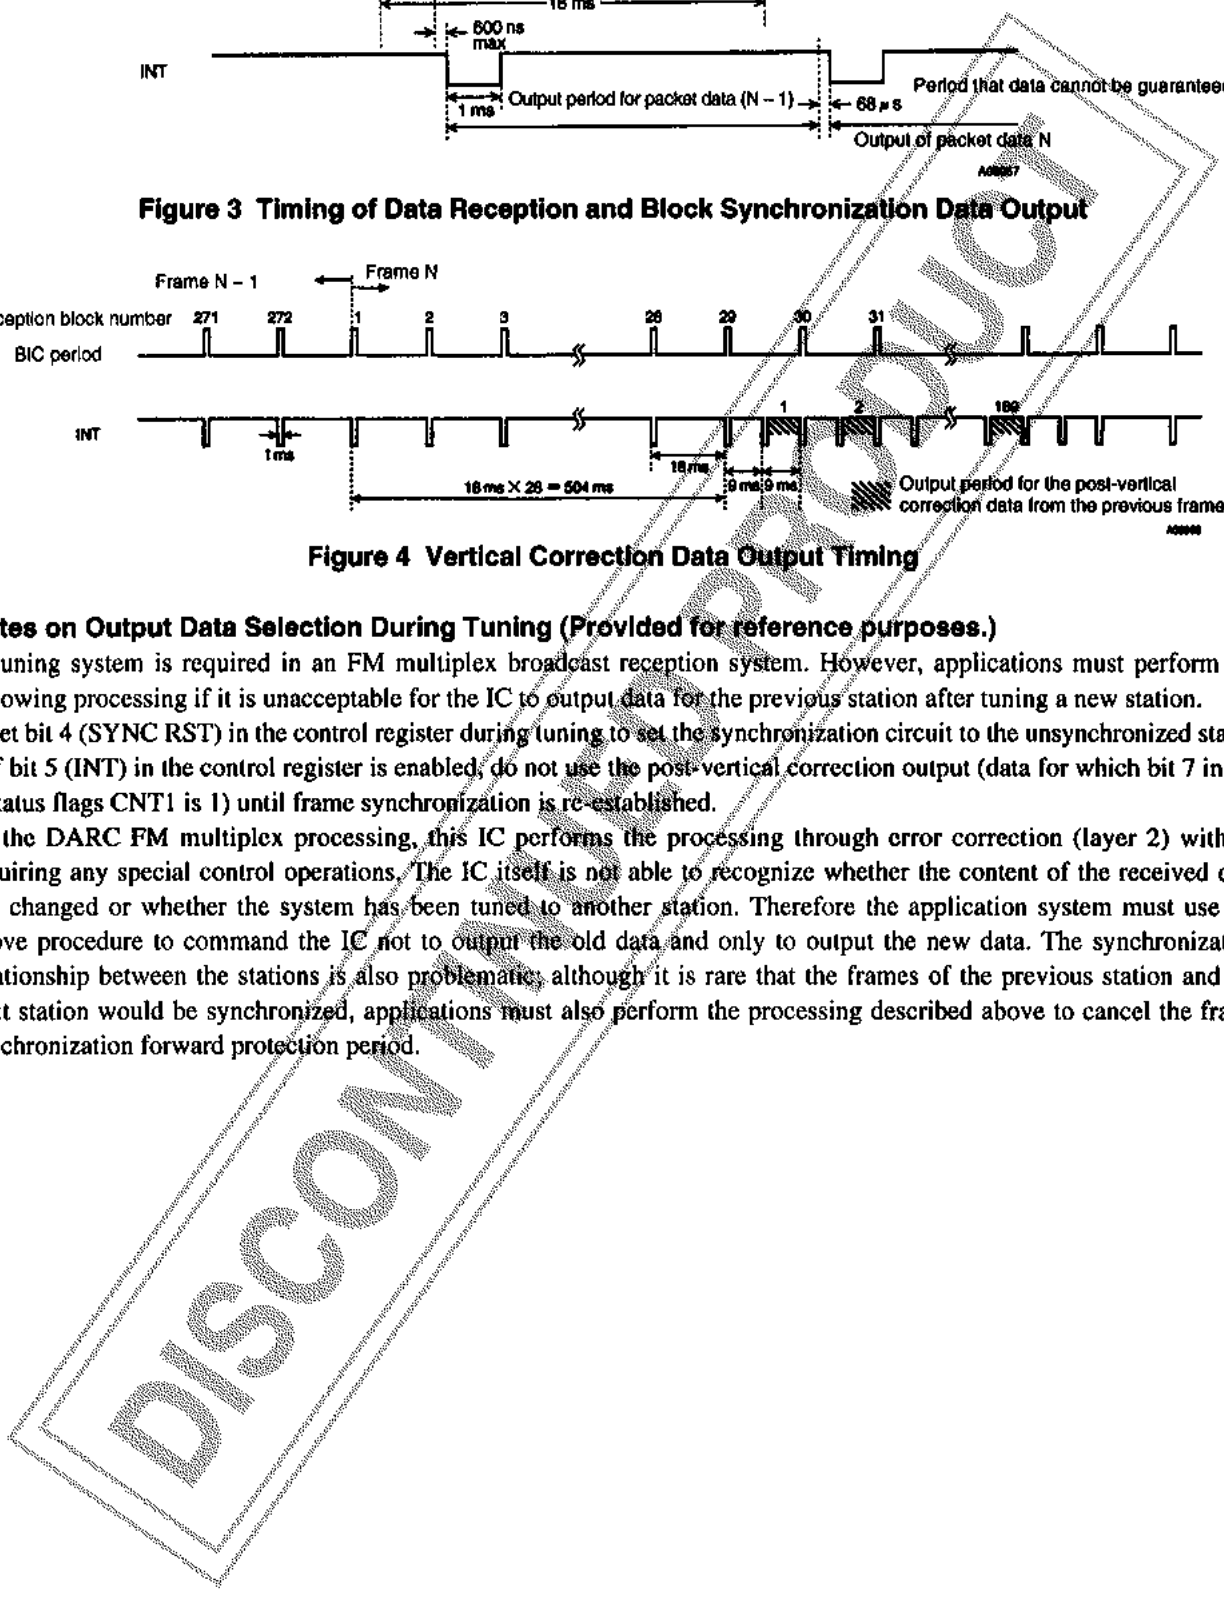 18 ms
600 ns
max
INT
1 ms
Output period for packet data (N – 1)
68 µs
Period that data cannot be guaranteed
Output of packet data N
Figure 3 Timing of Data Reception and Block Synchronization Data Output
Frame N – 1
Frame N
ception block number 271 272 1 2 3 28 29 30 31
BIC period
INT
1 2 189
1 ms
18 ms
9 ms 9 ms
18 ms × 28 = 504 ms
Output period for the post-vertical
correction data from the previous frame
Figure 4 Vertical Correction Data Output Timing
tes on Output Data Selection During Tuning (Provided for reference purposes.)
uning system is required in an FM multiplex broadcast reception system. However, applications must perform
owing processing if it is unacceptable for the IC to output data for the previous station after tuning a new station.
et bit 4 (SYNC RST) in the control register during tuning to set the synchronization circuit to the unsynchronized sta
f bit 5 (INT) in the control register is enabled, do not use the post-vertical correction output (data for which bit 7 in
tatus flags CNT1 is 1) until frame synchronization is re-established.
the DARC FM multiplex processing, this IC performs the processing through error correction (layer 2) with
quiring any special control operations. The IC itself is not able to recognize whether the content of the received
changed or whether the system has been tuned to another station. Therefore the application system must use
ove procedure to command the IC not to output the old data and only to output the new data. The synchronizat
ationship between the stations is also problematic; although it is rare that the frames of the previous station and
t station would be synchronized, applications must also perform the processing described above to cancel the fra
chronization forward protection period.
DISCONTINUED PRODUCT